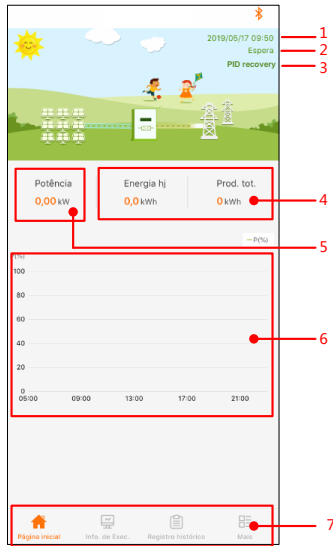 2019/05/17 09:50 1
Espera 2
PID recovery 3
Potência Energia hj Prod. tot.
0,00 kW 0,0 kWh 0 kWh 4
5
P(%)
(%)
100
80
60 6
40
20
0
05:00 09:00 13:00 17:00 21:00
Página inicial Info. de Exec. Registro histórico Mais 7